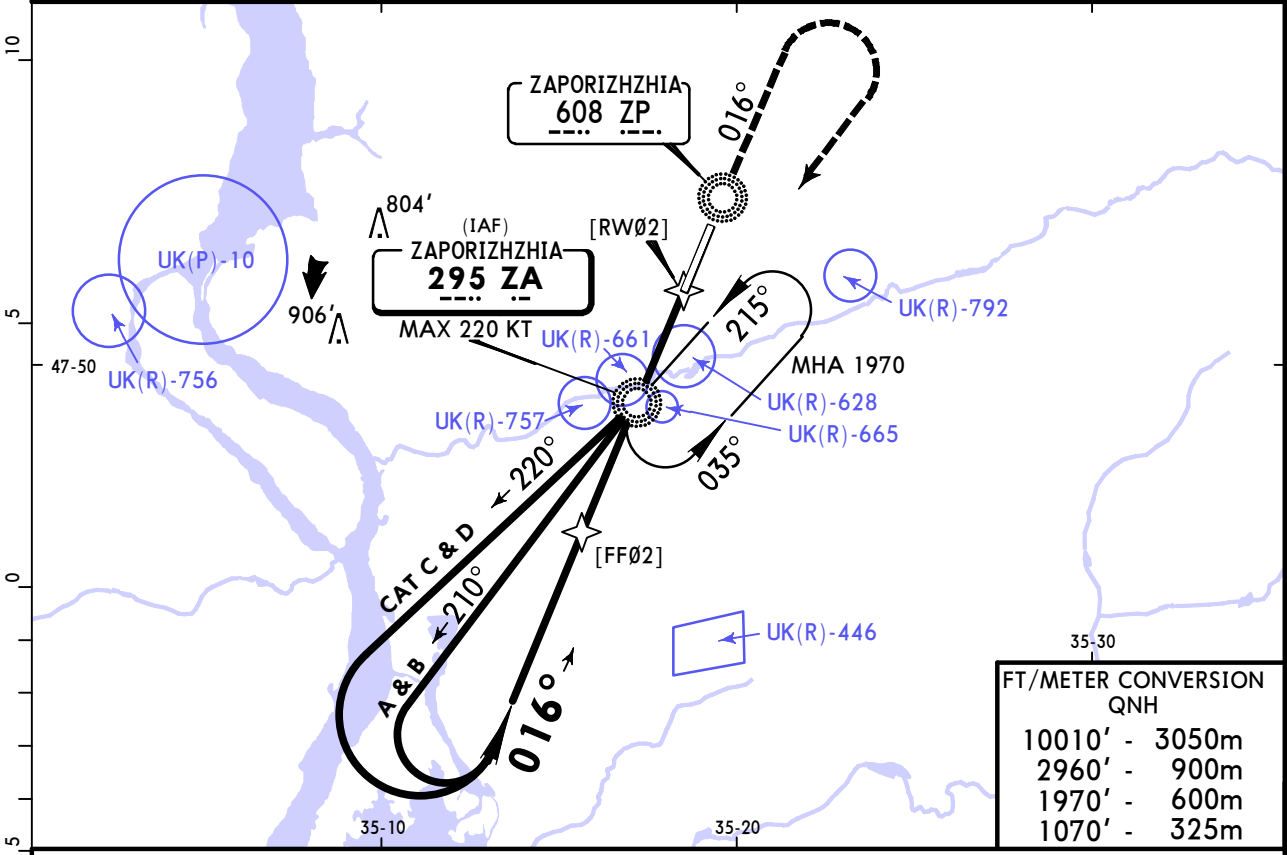 10
ZAPORIZHZHIA
608 ZP
016°
804'
(IAF)
ZAPORIZHZHIA
295 ZA
MAX 220 KT
[RWØ2]
UK(P)-10
906'
5
47-50
UK(R)-756
UK(R)-661
215°
UK(R)-792
MHA 1970
UK(R)-628
UK(R)-757
UK(R)-665
035°
220°
CAT C & D
[FFØ2]
0
210°
A & B
016°
UK(R)-446
35-30
35-10
35-20
5
FT/METER CONVERSION
QNH
10010' - 3050m
2960' - 900m
1970' - 600m
1070' - 325m